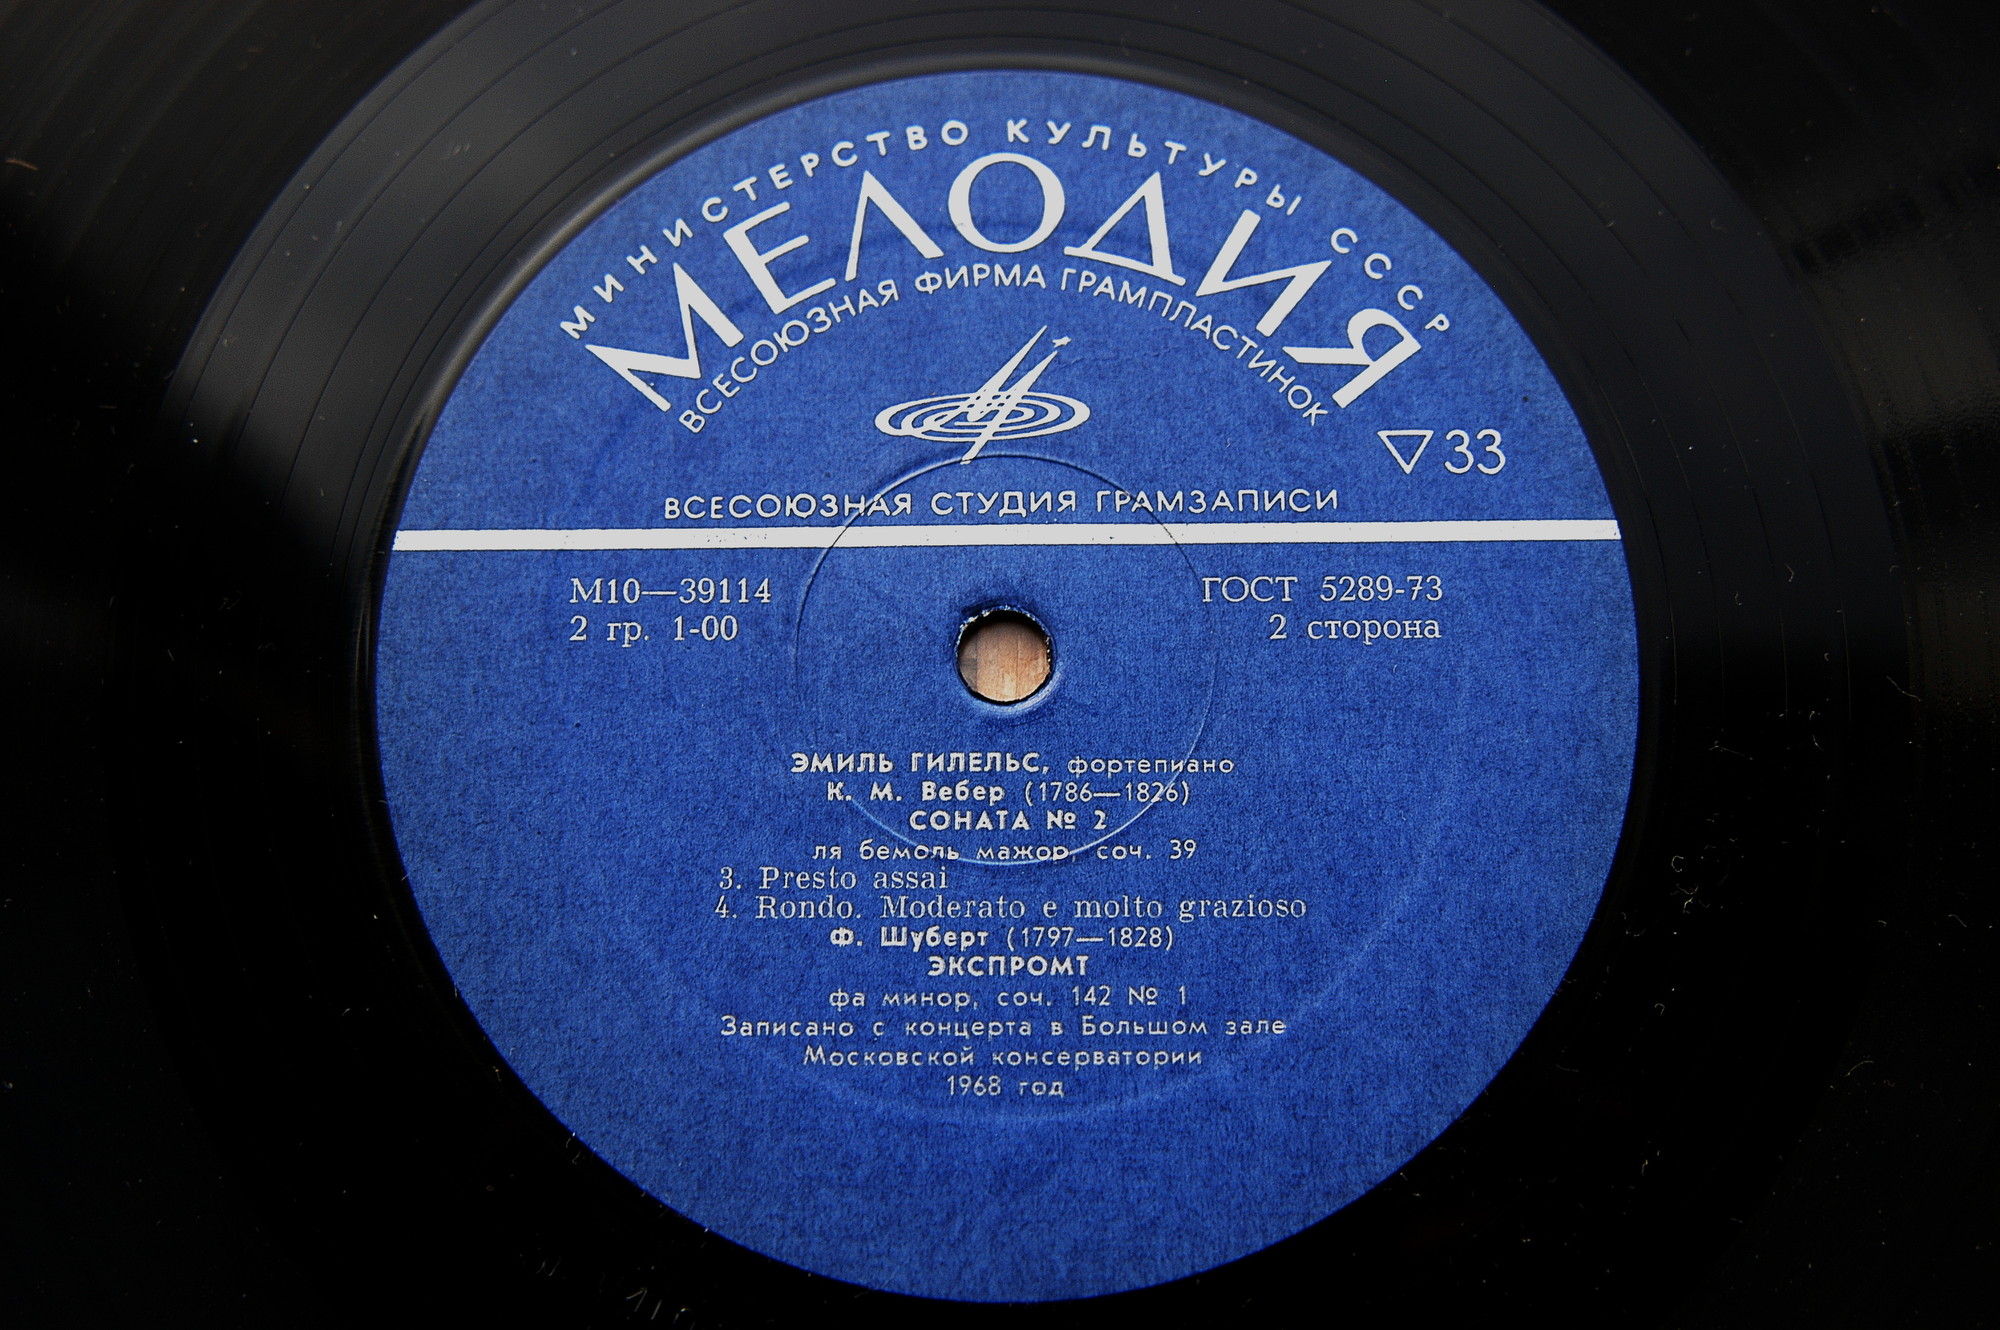 МИНИСТЕРСТВО КУЛЬТУРЫ СССР
МЕЛОДИЯ
ВСЕСОЮЗНАЯ ФИРМА ГРАМПЛАСТИНОК
▽33
ВСЕСОЮЗНАЯ СТУДИЯ ГРАМЗАПИСИ
М10—39114
ГОСТ 5289-73
2 гр. 1-00
2 сторона
ЭМИЛЬ ГИЛЕЛЬС, фортепиано
К. М. Вебер (1786—1826)
СОНАТА № 2
ля бемоль мажор, соч. 39
3. Presto assai
4. Rondo. Moderato e molto grazioso
Ф. Шуберт (1797—1828)
ЭКСПРОМТ
фа минор, соч. 142 № 1
Записано с концерта в Большом зале
Московской консерватории
1968 год